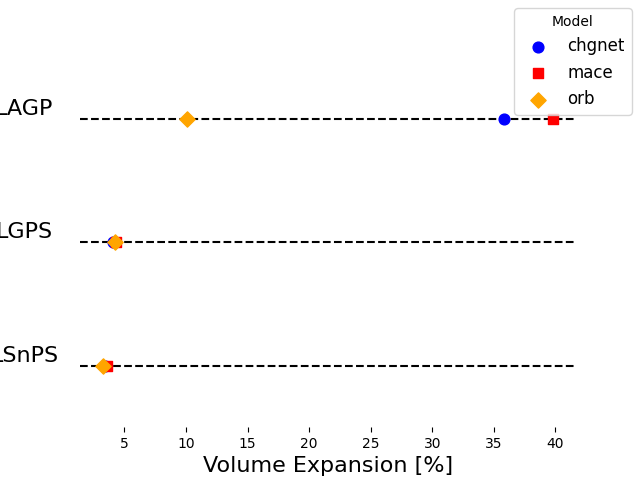 Model
chgnet
mace
orb
LAGP
LGPS
LSnPS
5 10 15 20 25 30 35 40
Volume Expansion [%]